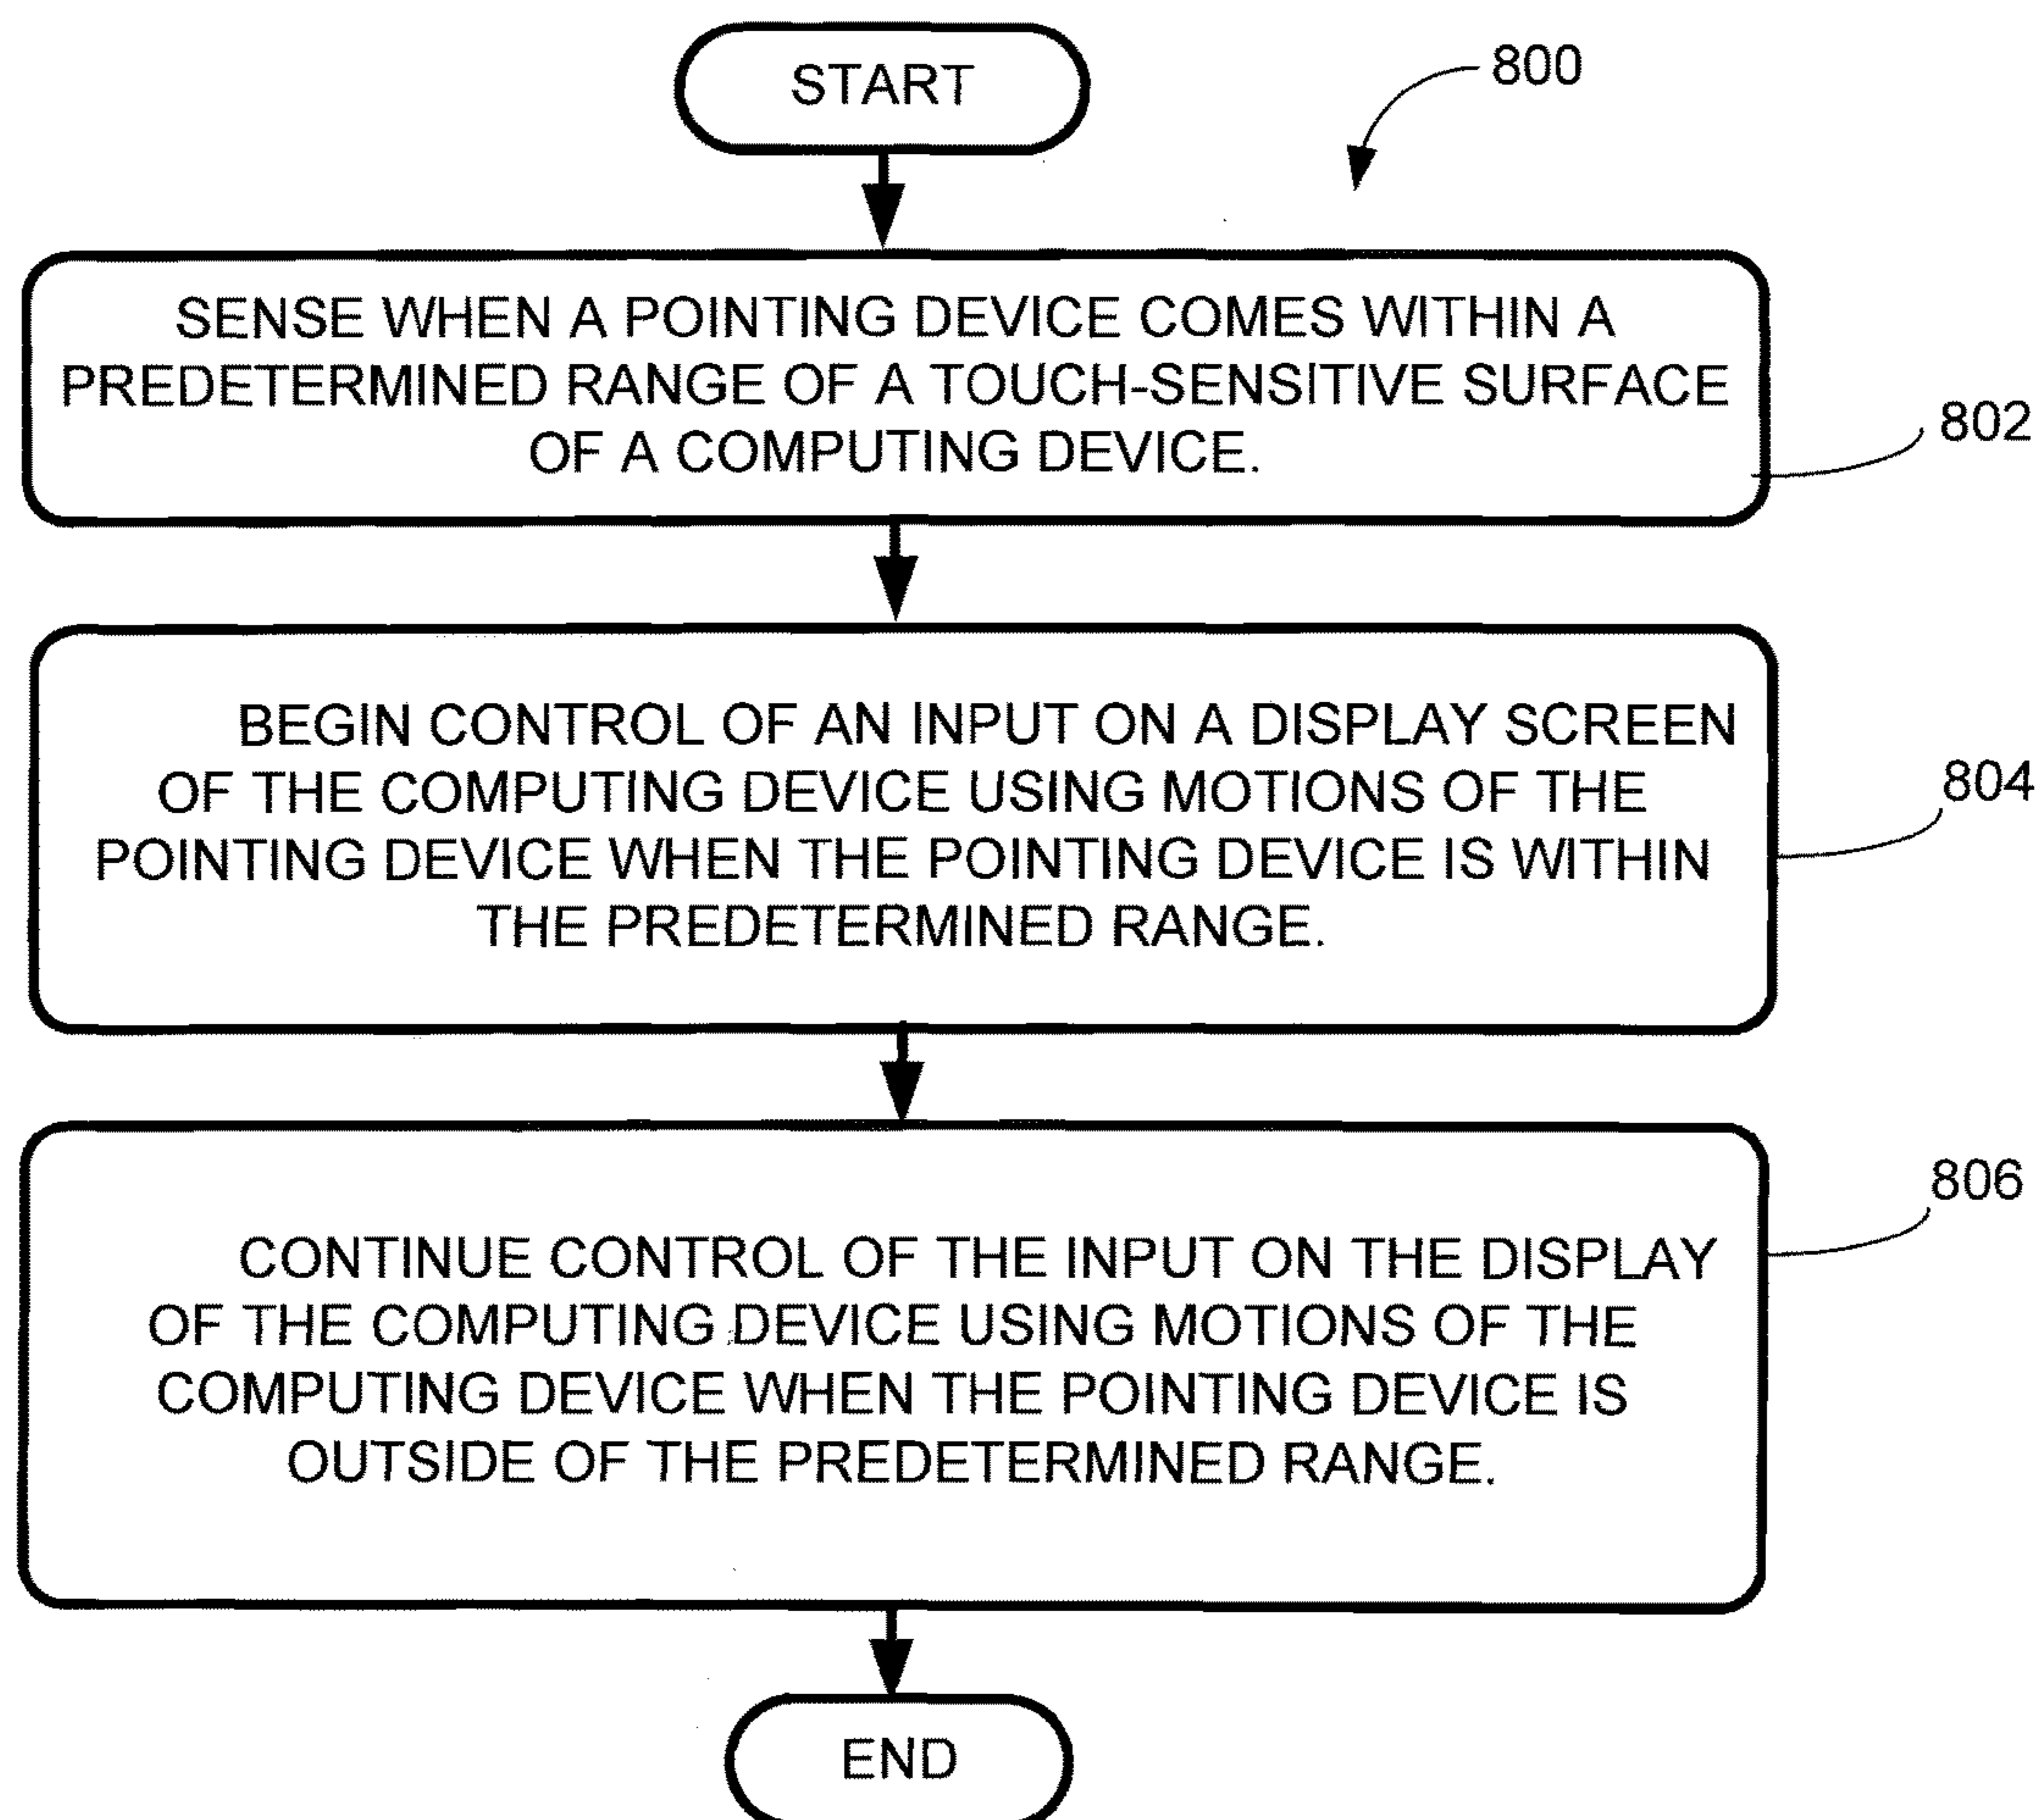 START
800
SENSE WHEN A POINTING DEVICE COMES WITHIN A
PREDETERMINED RANGE OF A TOUCH-SENSITIVE SURFACE
OF A COMPUTING DEVICE.
802
BEGIN CONTROL OF AN INPUT ON A DISPLAY SCREEN
OF THE COMPUTING DEVICE USING MOTIONS OF THE
POINTING DEVICE WHEN THE POINTING DEVICE IS WITHIN
THE PREDETERMINED RANGE.
804
CONTINUE CONTROL OF THE INPUT ON THE DISPLAY
OF THE COMPUTING DEVICE USING MOTIONS OF THE
COMPUTING DEVICE WHEN THE POINTING DEVICE IS
OUTSIDE OF THE PREDETERMINED RANGE.
806
END